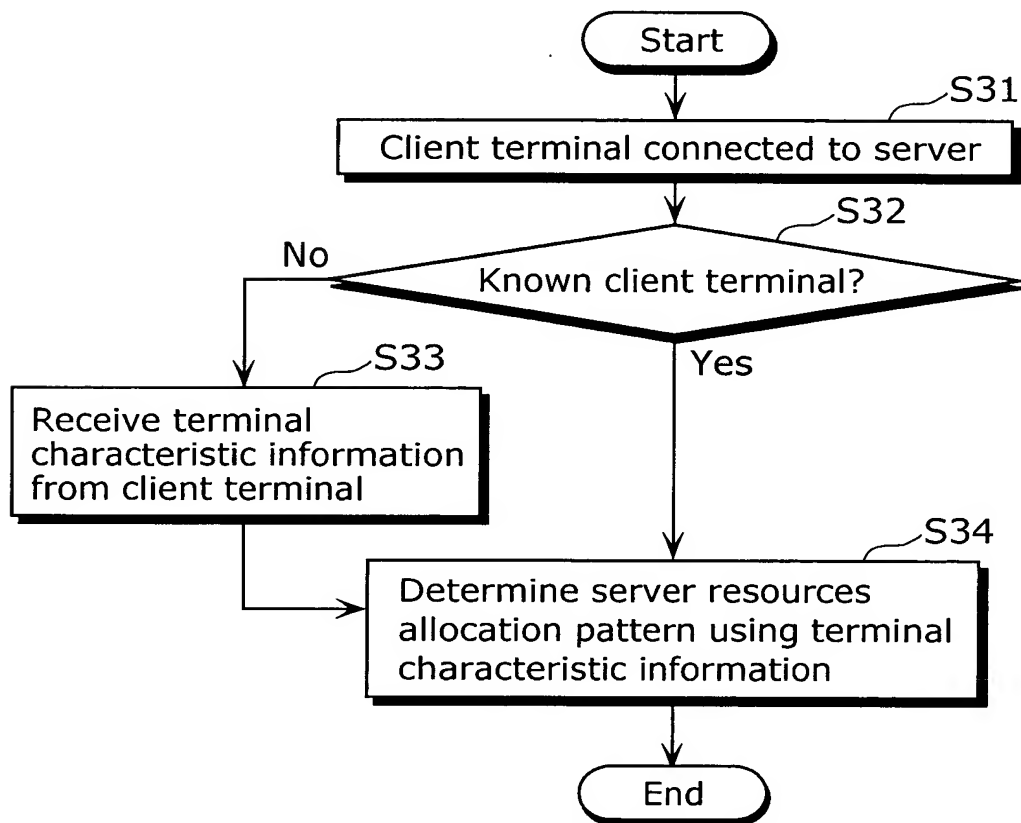 Start
S31
Client terminal connected to server
S32
No
Known client terminal?
Yes
S33
Receive terminal
characteristic information
from client terminal
S34
Determine server resources
allocation pattern using terminal
characteristic information
End